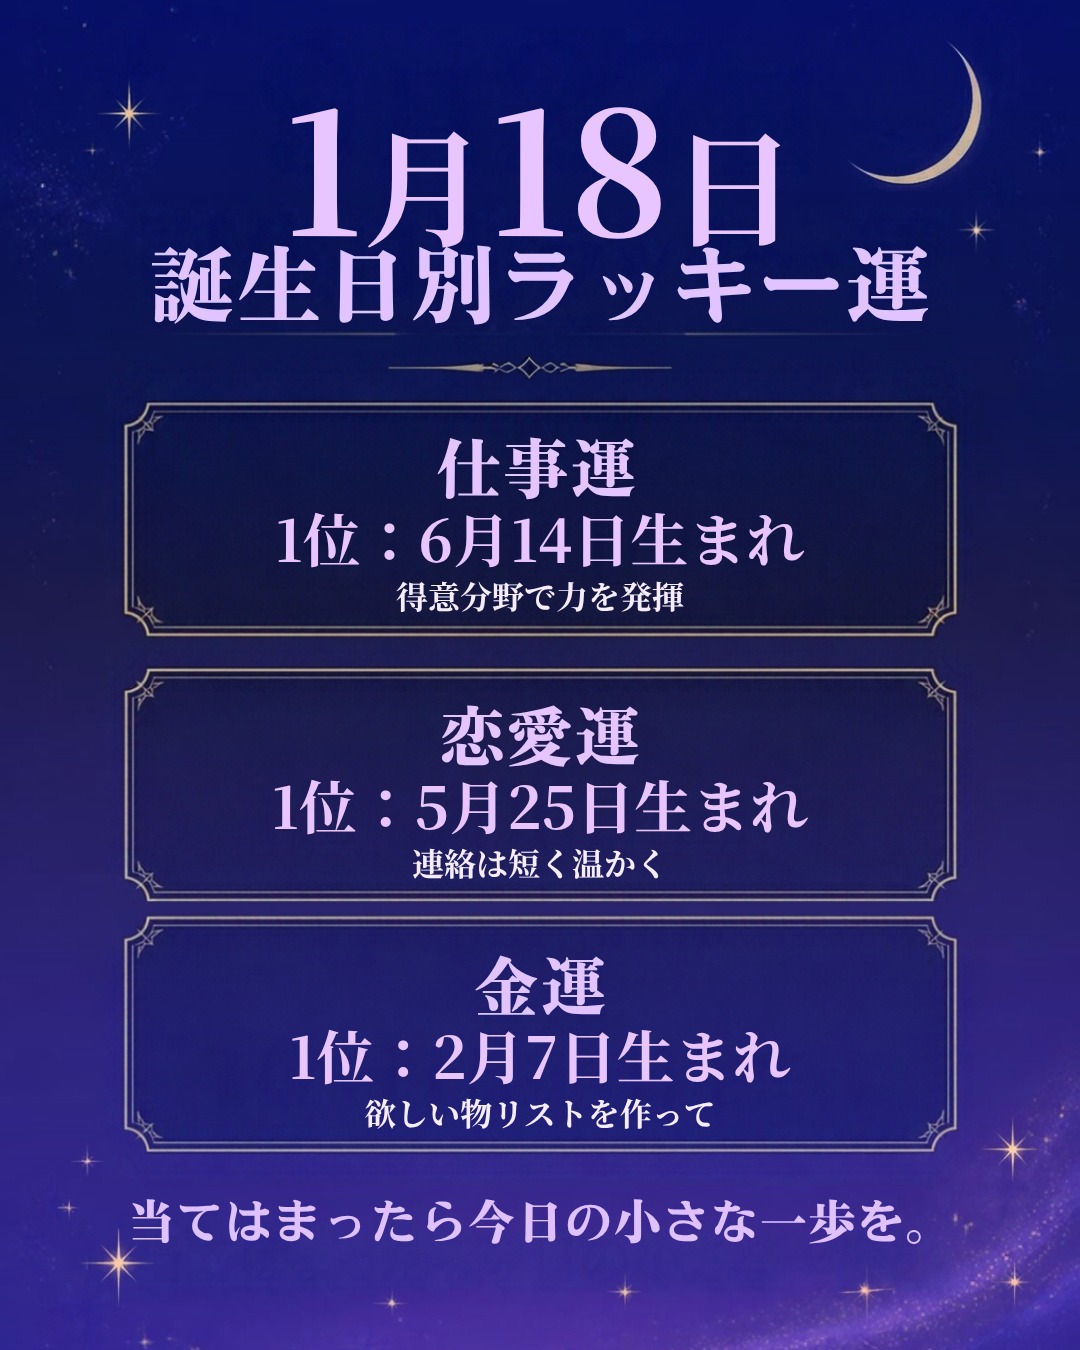 1月18日
誕生日別ラッキー運
仕事運
1位：6月14日生まれ
得意分野で力を発揮
恋愛運
1位：5月25日生まれ
連絡は短く温かく
金運
1位：2月7日生まれ
欲しい物リストを作って
当てはまったら今日の小さな一歩を。